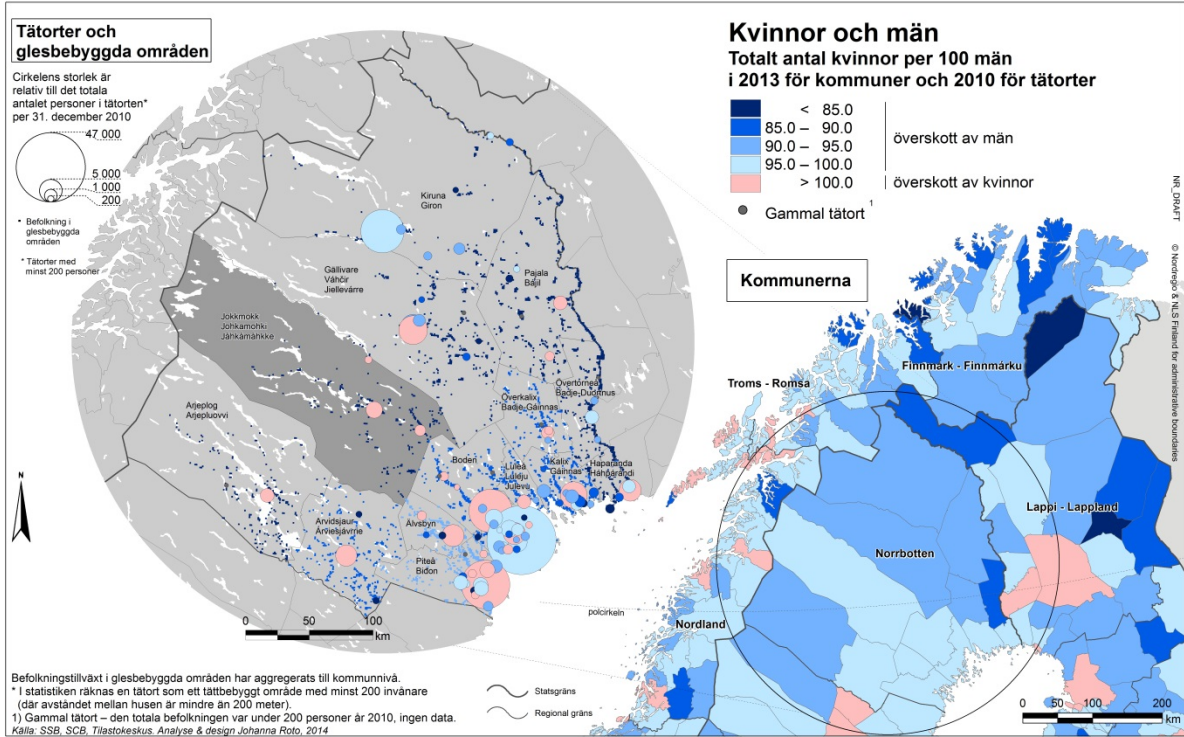 Tätorter och
glesbebyggda områden
Cirkelens storlek är
relativ till det totala
antalet personer i tätorten*
per 31. december 2010
47 000
5 000
1 000
200
* Befolkning i
glesbebyggda
områden
* Tätorter med
minst 200 personer
Kvinnor och män
Totalt antal kvinnor per 100 män
i 2013 för kommuner och 2010 för tätorter
< 85.0
85.0 – 90.0
90.0 – 95.0
95.0 – 100.0
> 100.0
överskott av män
överskott av kvinnor
Gammal tätort 1
Kommunerna
NR_DRAFT
© Nordregio & NLS Finland for administrative boundaries
Kiruna
Giron
Gällivare
Váhčir
Jiellevárre
Pajala
Bájil
Jokkmokk
Jåhkåmåhkke
Övertorneå
Överkalix
Badje-Gáinnas
Arjeplog
Arjepluovvi
Boden
Luleå
Luleju
Julevu
Kalix
Gáinnas
Haparanda
Arvidsjaur
Árviesjávrrie
Älvsbyn
Piteå
Biđon
N
0 50 100
km
Finnmark - Finnmárku
Troms - Romsa
Lappi - Lappland
Norrbotten
Nordland
polcirkeln
0 50 100 200
km
Befolkningstillväxt i glesbebyggda områden har aggregerats till kommunnivå.
* I statistiken räknas en tätort som ett tättbebyggt område med minst 200 invånare
(där avståndet mellan husen är mindre än 200 meter).
1) Gammal tätort – den totala befolkningen var under 200 personer år 2010, ingen data.
Källa: SSB, SCB, Tilastokeskus. Analyse & design Johanna Roto, 2014
Statsgräns
Regional gräns